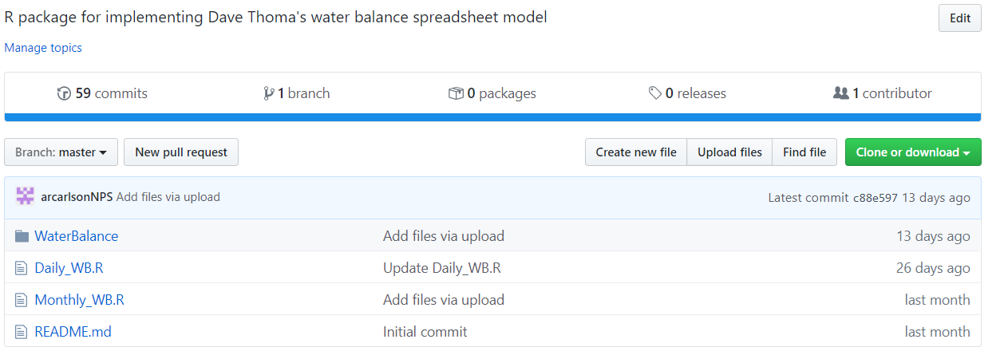 R package for implementing Dave Thoma's water balance spreadsheet model
Edit
Manage topics
59 commits 1 branch 0 packages 0 releases 1 contributor
Branch: master New pull request Create new file Upload files Find file Clone or download
arcarlsonNPS Add files via upload Latest commit c88e597 13 days ago
WaterBalance Add files via upload 13 days ago
Daily_WB.R Update Daily_WB.R 26 days ago
Monthly_WB.R Add files via upload last month
README.md Initial commit last month